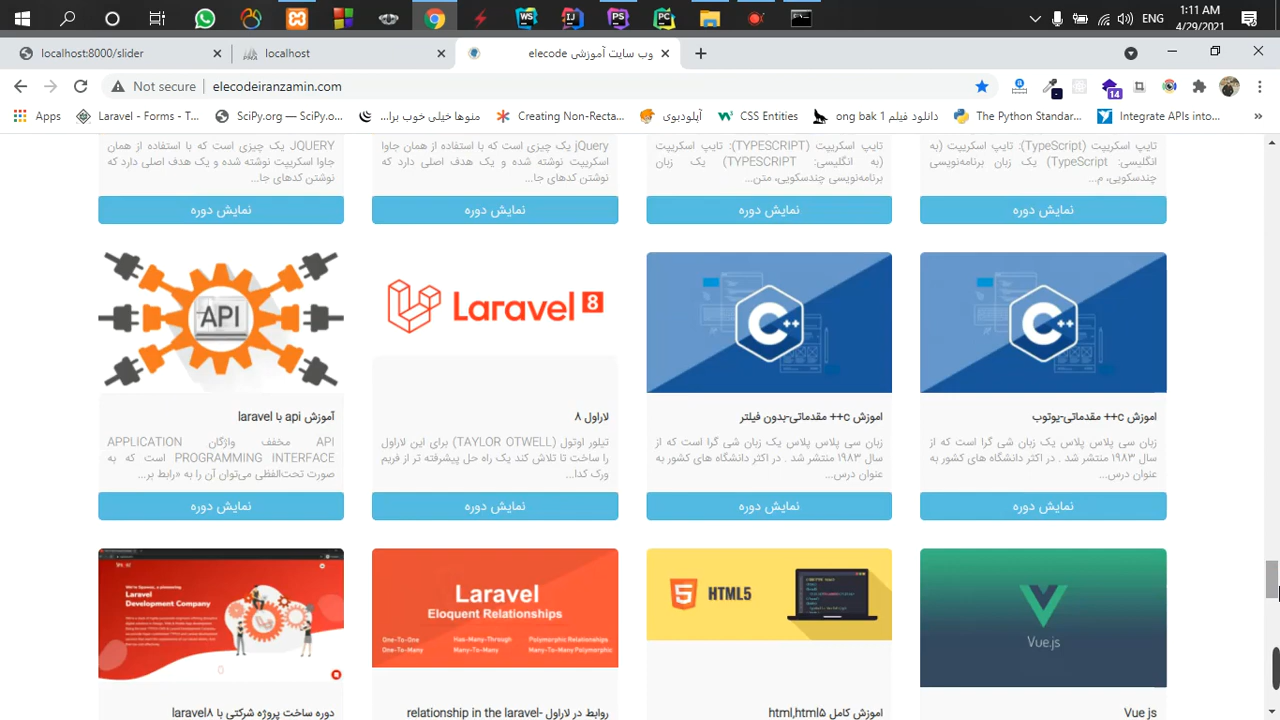 1:11 AM
ENG
4/29/2021
localhost:8000/slider
localhost
وب سایت آموزشی elecode
Not secure
elecodeiranzamin.com
Apps
Laravel - Forms - T...
SciPy.org — SciPy.o...
منوها خیلی خوب برا...
Creating Non-Recta...
آپلودبوی
CSS Entities
دانلود فیلم ong bak 1
The Python Standar...
Integrate APIs into...
14
تایپ اسکریپت (TypeScript): تایپ اسکریپت (به
انگلیسی: TypeScript) یک زبان برنامه‌نویسی
چندسکویی، م...
نمایش دوره
تایپ اسکریپت (TYPESCRIPT): تایپ اسکریپت
(به انگلیسی: TYPESCRIPT) یک زبان
برنامه‌نویسی چندسکویی، متن...
نمایش دوره
jQuery یک چیزی است که با استفاده از همان جاوا
اسکریپت نوشته شده و یک هدف اصلی دارد که
نوشتن کدهای جا...
نمایش دوره
JQUERY یک چیزی است که با استفاده از همان
جاوا اسکریپت نوشته شده و یک هدف اصلی دارد که
نوشتن کدهای جا...
نمایش دوره
C++
اموزش c++ مقدماتی-یوتوب
زبان سی پلاس پلاس یک زبان شی گرا است که از
سال ۱۹۸۳ منتشر شد . در اکثر دانشگاه های کشور به
عنوان درس...
نمایش دوره
C++
اموزش c++ مقدماتی-بدون فیلتر
زبان سی پلاس پلاس یک زبان شی گرا است که از
سال ۱۹۸۳ منتشر شد . در اکثر دانشگاه های کشور به
عنوان درس...
نمایش دوره
Laravel 8
لاراول ۸
تیلور اوتول (TAYLOR OTWELL) برای این لاراول
را ساخت تا تلاش کند یک راه حل پیشرفته تر از فریم
ورک کدا...
نمایش دوره
API
آموزش api با laravel
API مخفف واژگان APPLICATION
PROGRAMMING INTERFACE است که به
صورت تحت‌الفظی می‌توان آن را به «رابط بر...
نمایش دوره
Vue.js
Vue js
HTML5
اموزش کامل html,html۵
Laravel
Eloquent Relationships
One-To-One
Has-Many-Through
Polymorphic Relationships
One-To-Many
Many-To-Many
Many-To-Many Polymorphic
روابط در لاراول -relationship in the laravel
We're Sponsor, a pioneering
Laravel
Development Company
دوره ساخت پروژه شرکتی با laravel۸